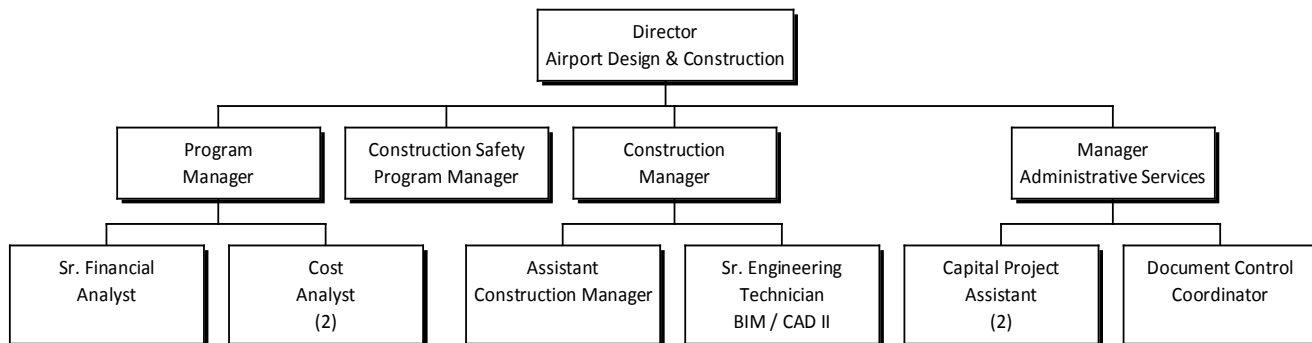 Director
Airport Design & Construction
Program
Manager
Construction Safety
Program Manager
Construction
Manager
Manager
Administrative Services
Sr. Financial
Analyst
Cost
Analyst
(2)
Assistant
Construction Manager
Sr. Engineering
Technician
BIM / CAD II
Capital Project
Assistant
(2)
Document Control
Coordinator